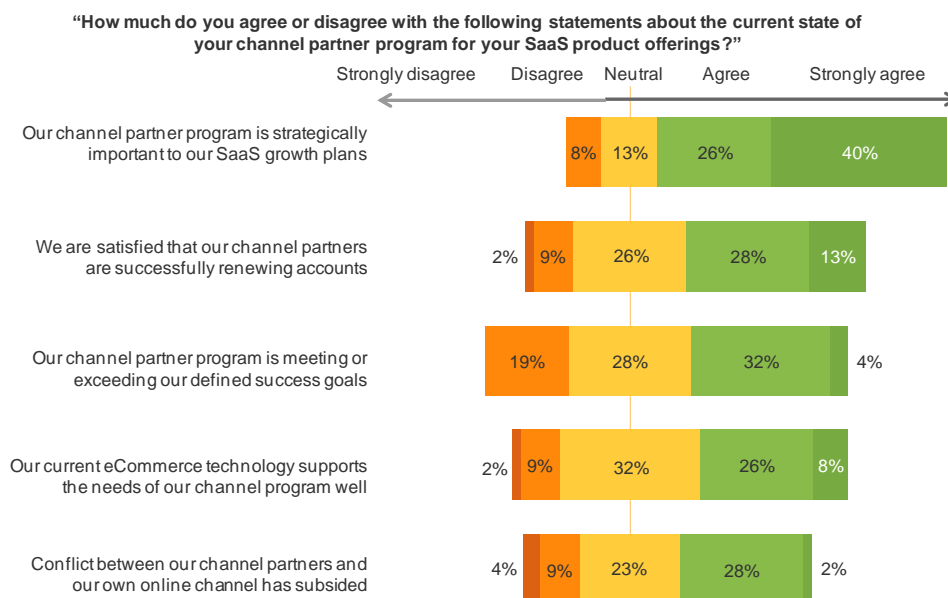 “How much do you agree or disagree with the following statements about the current state of
your channel partner program for your SaaS product offerings?”
Strongly disagree Disagree Neutral Agree Strongly agree
Our channel partner program is strategically
important to our SaaS growth plans
8% 13% 26% 40%
We are satisfied that our channel partners
are successfully renewing accounts
2% 9% 26% 28% 13%
Our channel partner program is meeting or
exceeding our defined success goals
19% 28% 32% 4%
Our current eCommerce technology supports
the needs of our channel program well
2% 9% 32% 26% 8%
Conflict between our channel partners and
our own online channel has subsided
4% 9% 23% 28% 2%